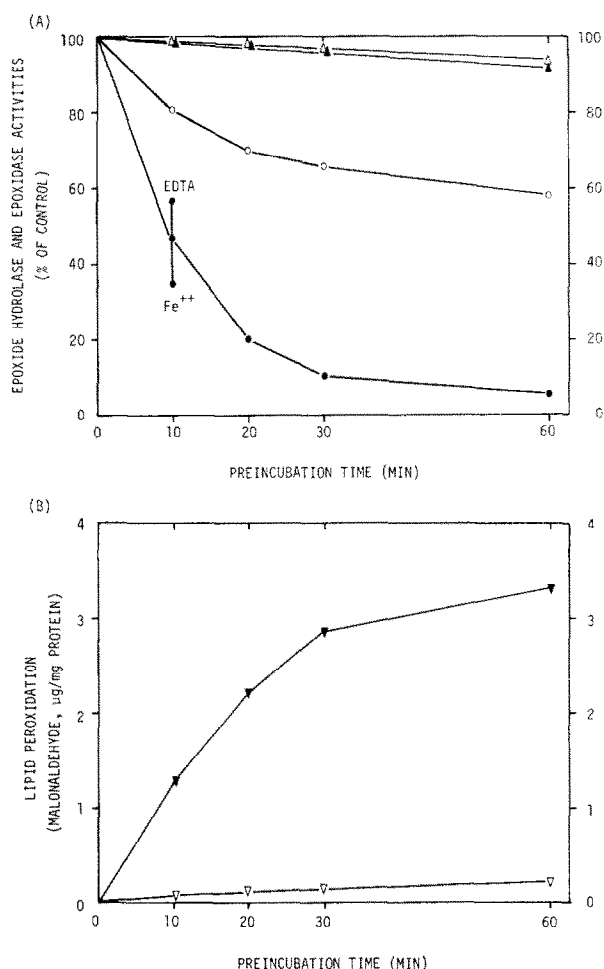 (A)
100
80
60
40
20
0
100
80
60
40
20
0
EPOXIDE HYDROLASE AND EPOXIDASE ACTIVITIES
(% OF CONTROL)
EDTA
Fe++
0 10 20 30 60
PREINCUBATION TIME (MIN)
(B)
4
3
2
1
0
4
3
2
1
0
LIPID PEROXIDATION
(MALONALDEHYDE, µg/mg PROTEIN)
0 10 20 30 60
PREINCUBATION TIME (MIN)